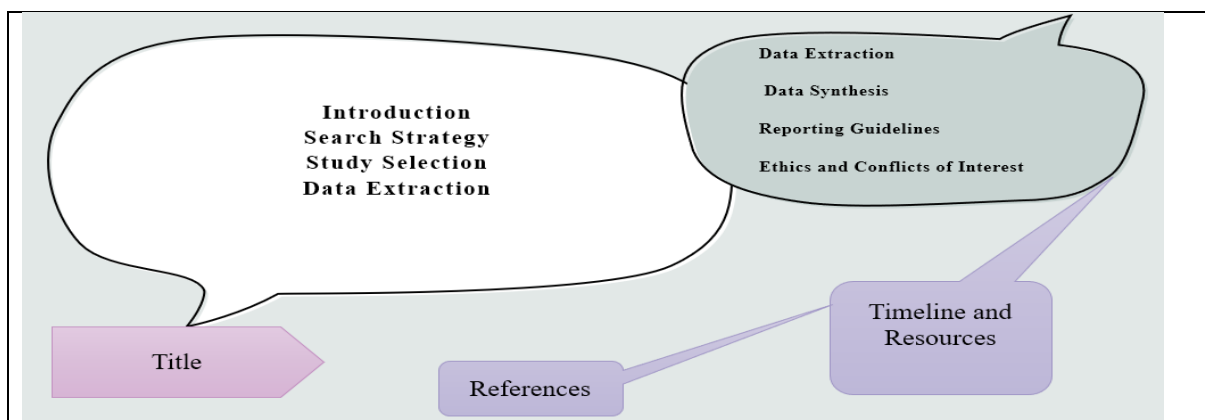 Introduction
Search Strategy
Study Selection
Data Extraction
Data Extraction
Data Synthesis
Reporting Guidelines
Ethics and Conflicts of Interest
Title
References
Timeline and
Resources